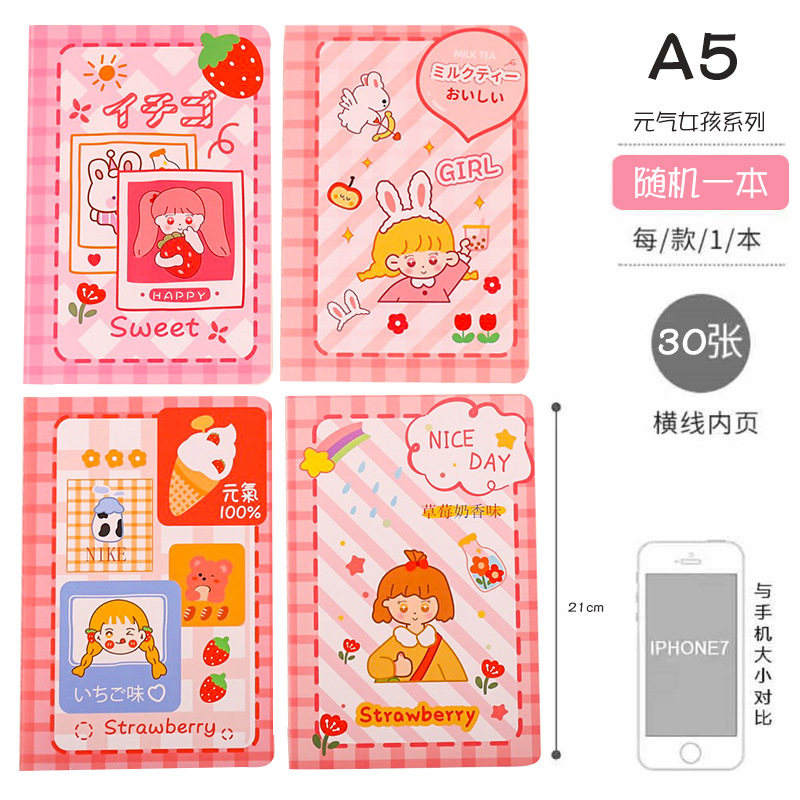 イチゴ
HAPPY
Sweet
MILK TEA
ミルクティー
おいしい
GIRL
A5
元气女孩系列
随机一本
每/款/1/本
30张
横线内页
元氣
100%
NIKE
いちご味♡
Strawberry
NICE
DAY
草莓奶香味
Strawberry
21cm
IPHONE7
与手机大小对比